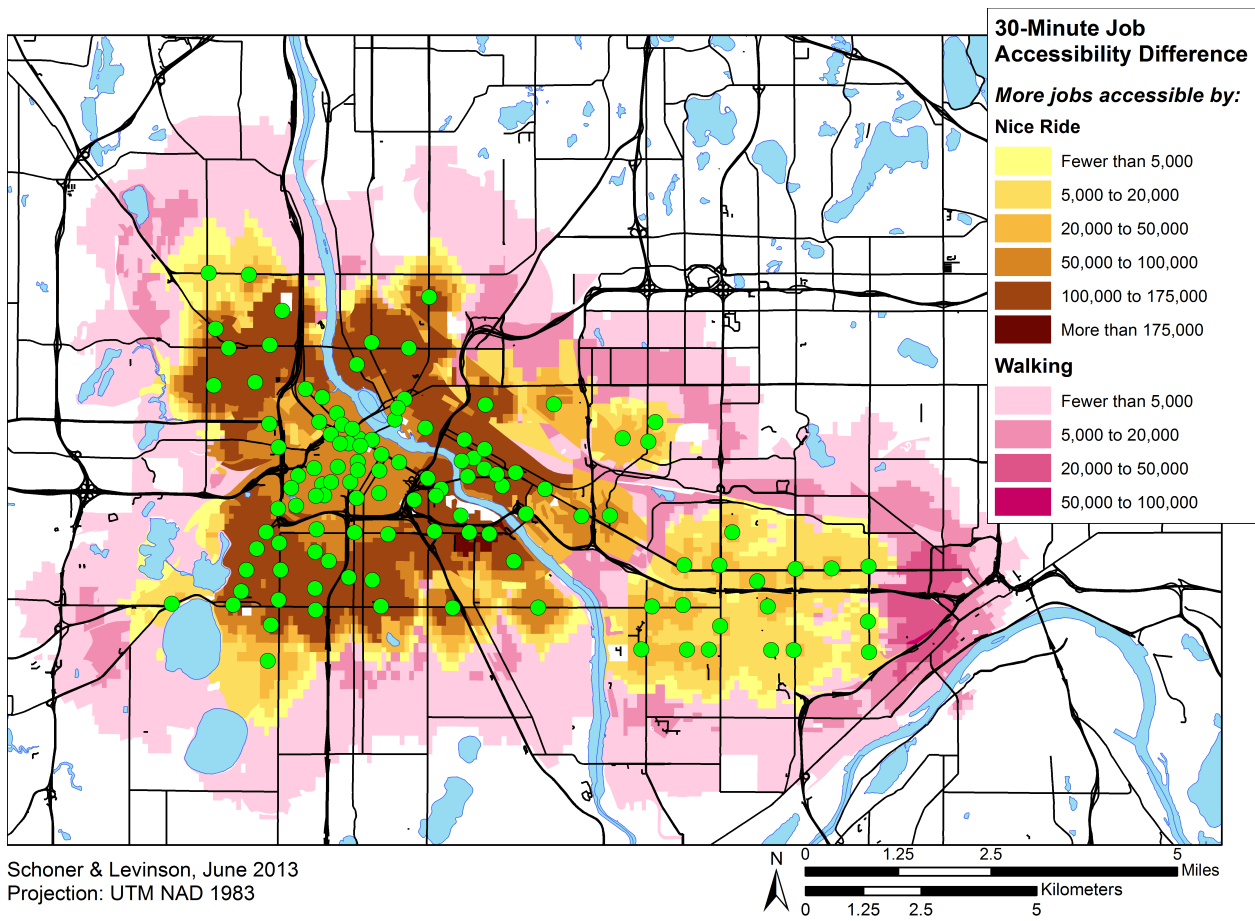 30-Minute Job
Accessibility Difference
More jobs accessible by:
Nice Ride
Fewer than 5,000
5,000 to 20,000
20,000 to 50,000
50,000 to 100,000
100,000 to 175,000
More than 175,000
Walking
Fewer than 5,000
5,000 to 20,000
20,000 to 50,000
50,000 to 100,000
Schoner & Levinson, June 2013
Projection: UTM NAD 1983
N
0 1.25 2.5 5
Miles
Kilometers
0 1.25 2.5 5